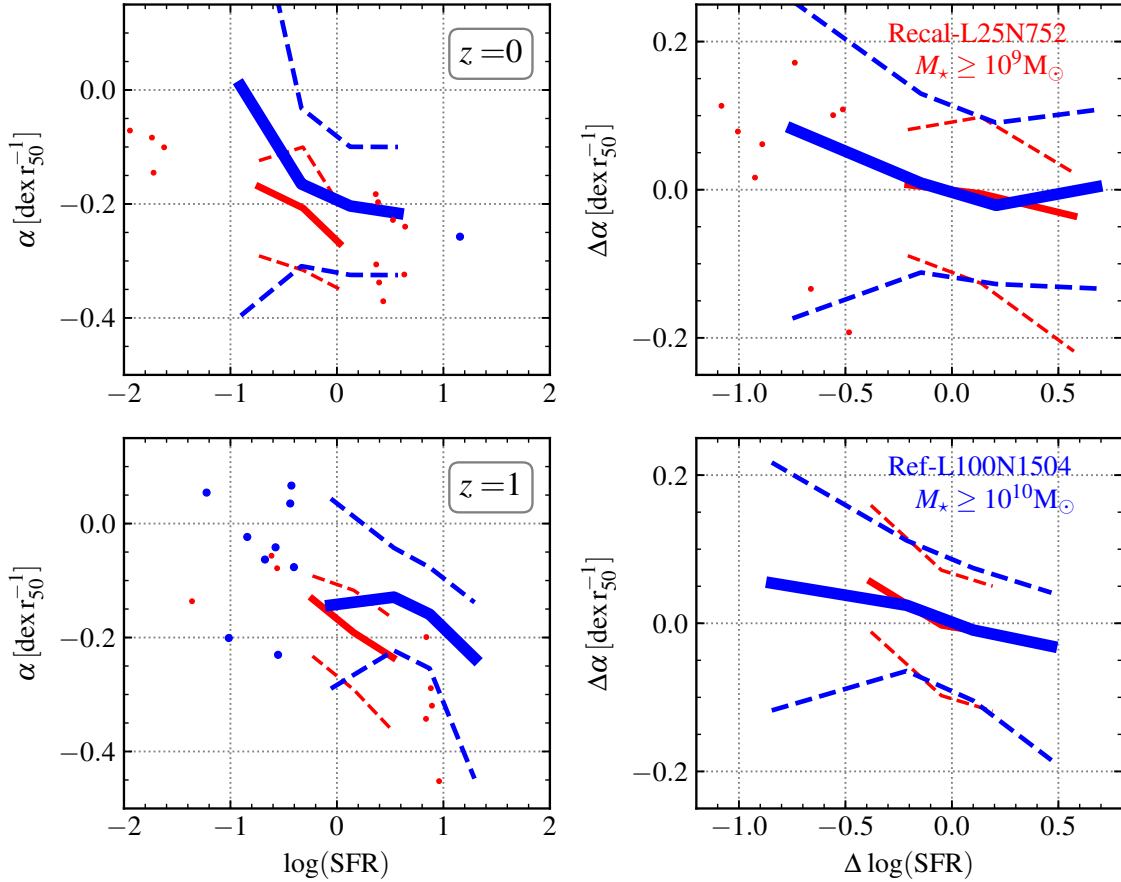 z = 0
0.0
−0.2
−0.4
α [dex r₅₀⁻¹]
−2
−1
0
1
2
Recal-L25N752
M⋆ ≥ 10⁹M☉
0.2
0.0
−0.2
Δα [dex r₅₀⁻¹]
−1.0
−0.5
0.0
0.5
z = 1
0.0
−0.2
−0.4
α [dex r₅₀⁻¹]
−2
−1
0
1
2
log(SFR)
Ref-L100N1504
M⋆ ≥ 10¹⁰M☉
0.2
0.0
−0.2
Δα [dex r₅₀⁻¹]
−1.0
−0.5
0.0
0.5
Δ log(SFR)